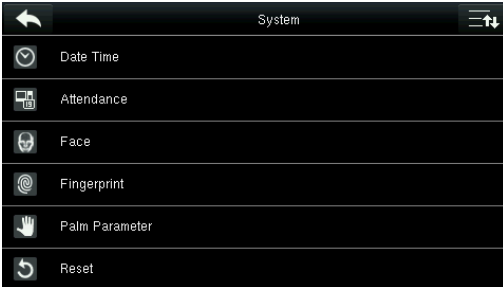 System
Date Time
Attendance
Face
Fingerprint
Palm Parameter
Reset